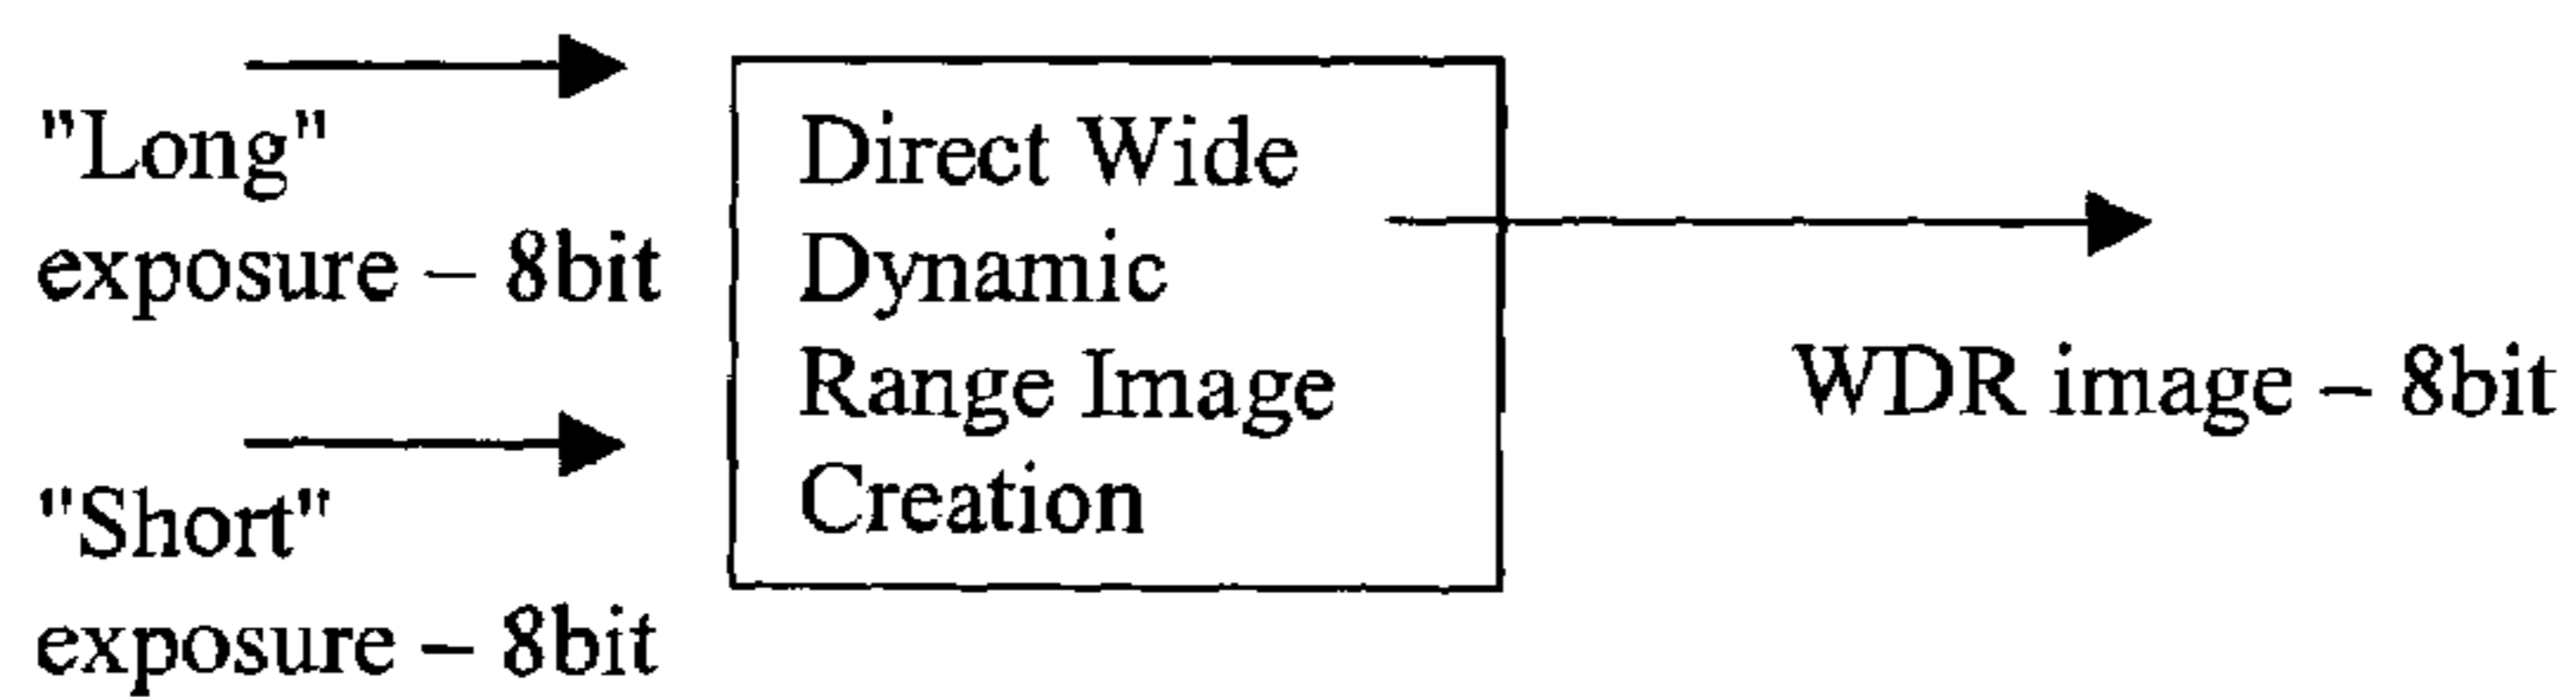 "Long"
exposure – 8bit
"Short"
exposure – 8bit
Direct Wide
Dynamic
Range Image
Creation
WDR image – 8bit